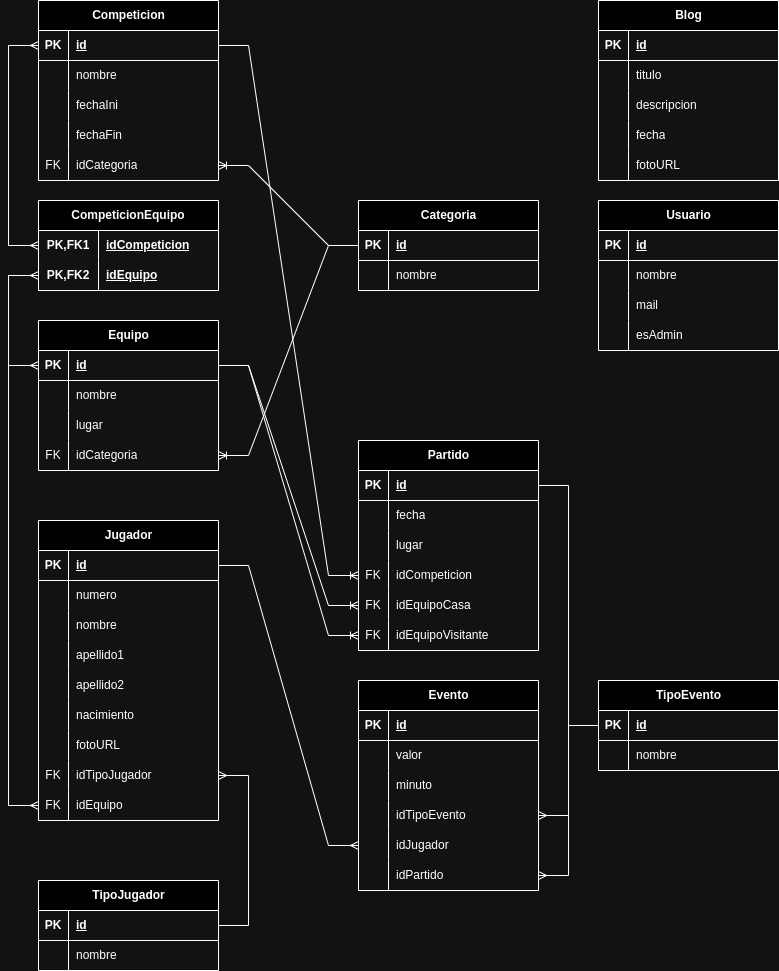 Competicion
PK id
nombre
fechaIni
fechaFin
FK idCategoria
CompeticionEquipo
PK,FK1 idCompeticion
PK,FK2 idEquipo
Equipo
PK id
nombre
lugar
FK idCategoria
Jugador
PK id
numero
nombre
apellido1
apellido2
nacimiento
fotoURL
FK idTipoJugador
FK idEquipo
TipoJugador
PK id
nombre
Categoria
PK id
nombre
Partido
PK id
fecha
lugar
FK idCompeticion
FK idEquipoCasa
FK idEquipoVisitante
Evento
PK id
valor
minuto
idTipoEvento
idJugador
idPartido
Blog
PK id
titulo
descripcion
fecha
fotoURL
Usuario
PK id
nombre
mail
esAdmin
TipoEvento
PK id
nombre